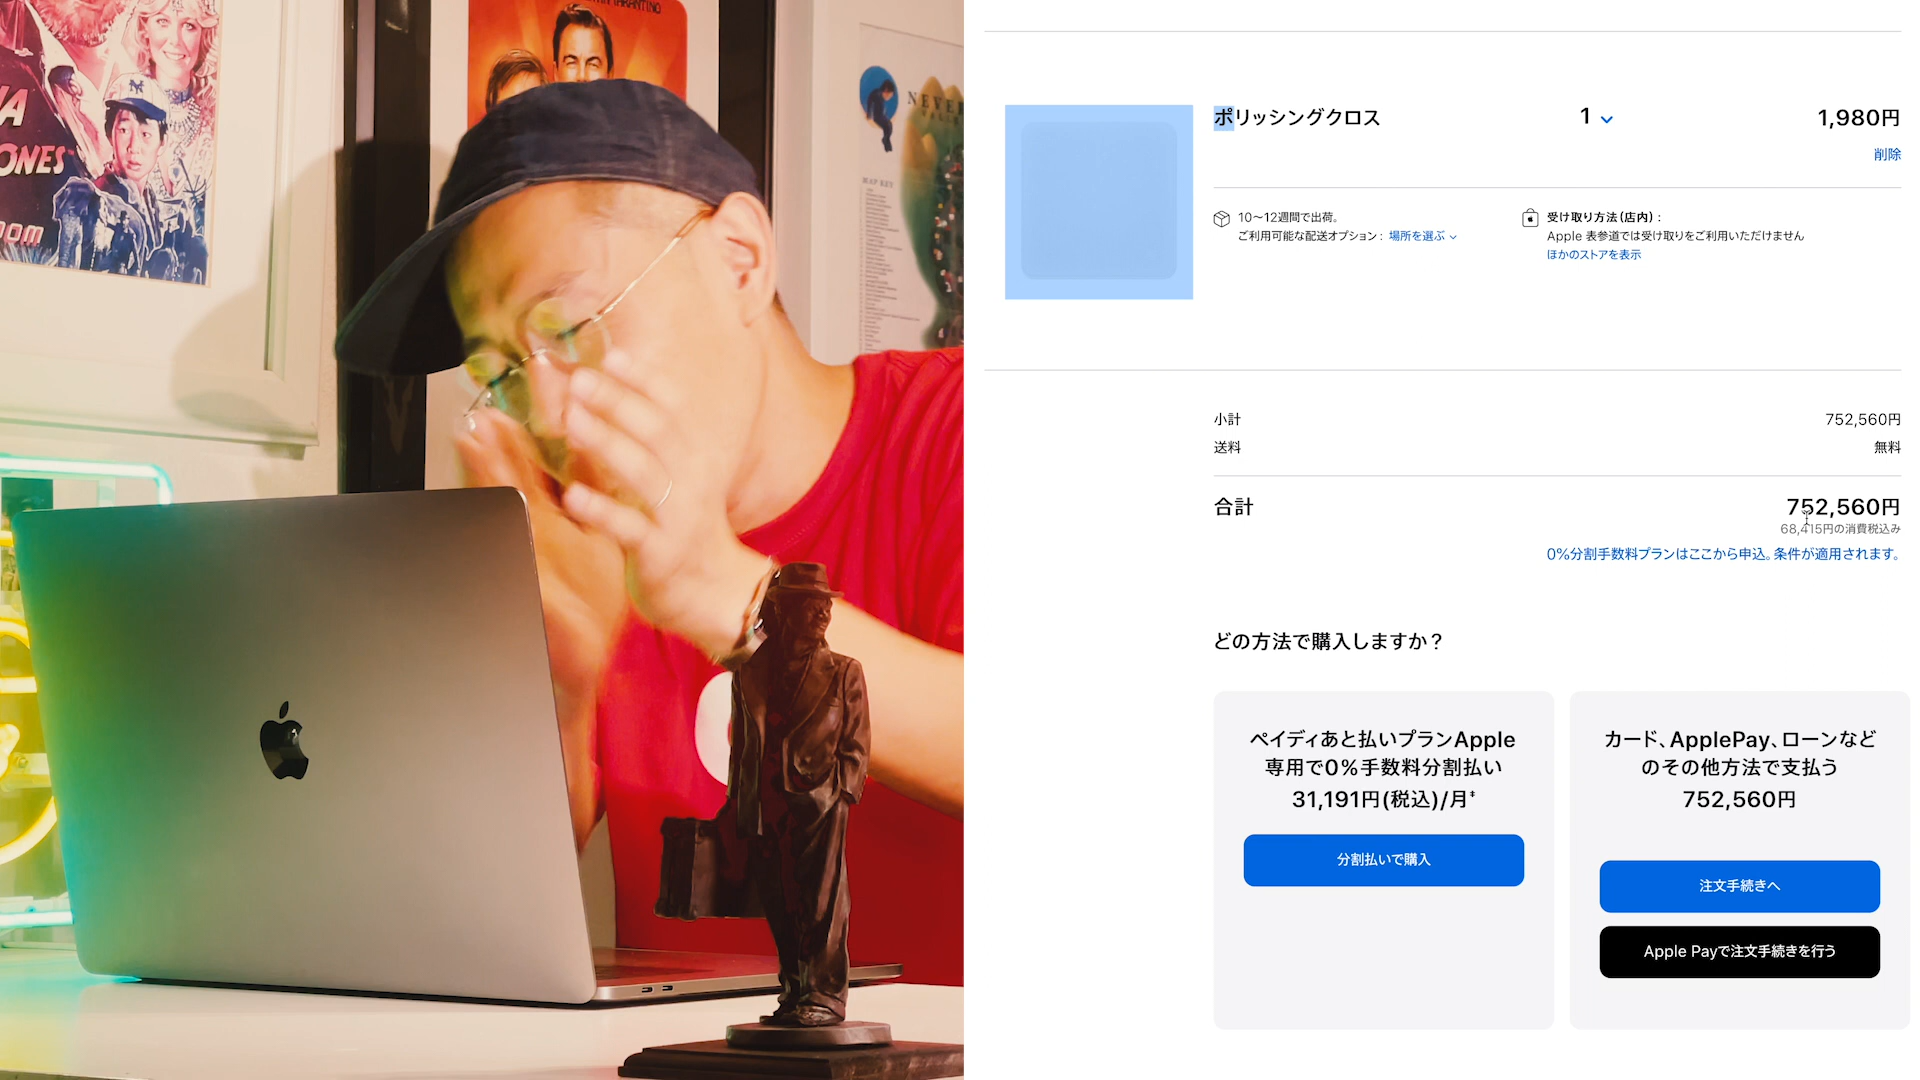 TARANTINO
NEVE
MAP KEY
NY
A
ONES
OOM
ポリッシングクロス
1
1,980円
削除
10〜12週間で出荷。
ご利用可能な配送オプション： 場所を選ぶ
受け取り方法（店内）：
Apple 表参道では受け取りをご利用いただけません
ほかのストアを表示
小計
752,560円
送料
無料
合計
752,560円
68,415円の消費税込み
0%分割手数料プランはここから申込。条件が適用されます。
どの方法で購入しますか？
ペイディあと払いプランApple
専用で0％手数料分割払い
31,191円(税込)/月‡
分割払いで購入
カード、ApplePay、ローンなど
のその他方法で支払う
752,560円
注文手続きへ
Apple Payで注文手続きを行う